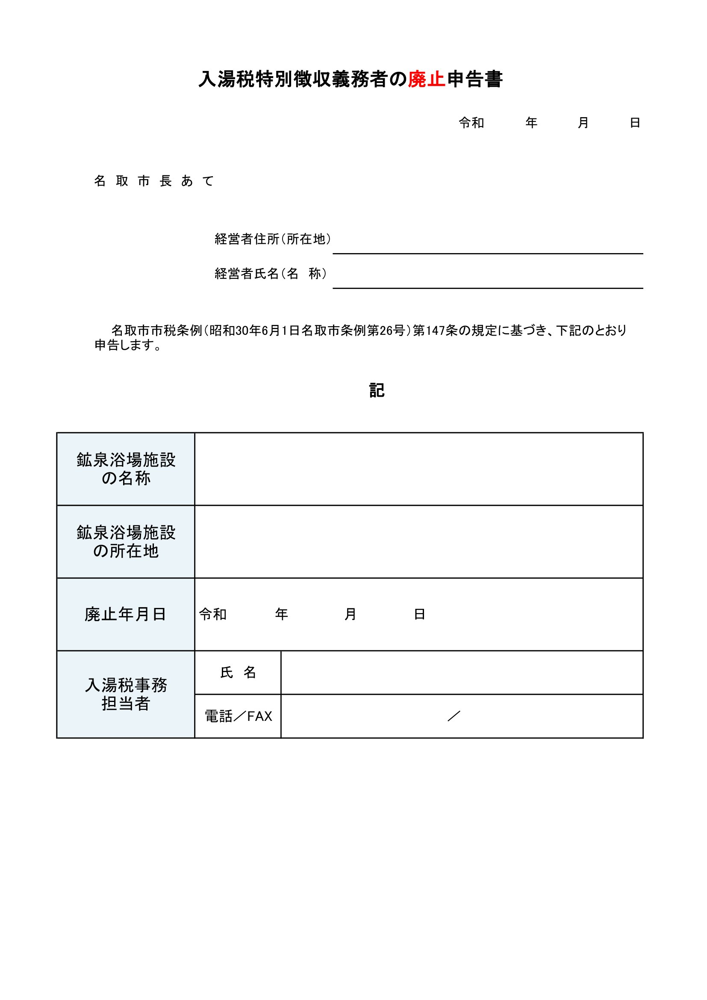 入湯税特別徴収義務者の廃止申告書
令和　　　年　　　月　　　日
名　取　市　長　あ　て
経営者住所（所在地）
経営者氏名（名　称）
名取市市税条例（昭和30年6月1日名取市条例第26号）第147条の規定に基づき、下記のとおり
申告します。
記
鉱泉浴場施設
の名称
鉱泉浴場施設
の所在地
廃止年月日
令和　　　年　　　月　　　日
入湯税事務
担当者
氏　名
電話／FAX
／